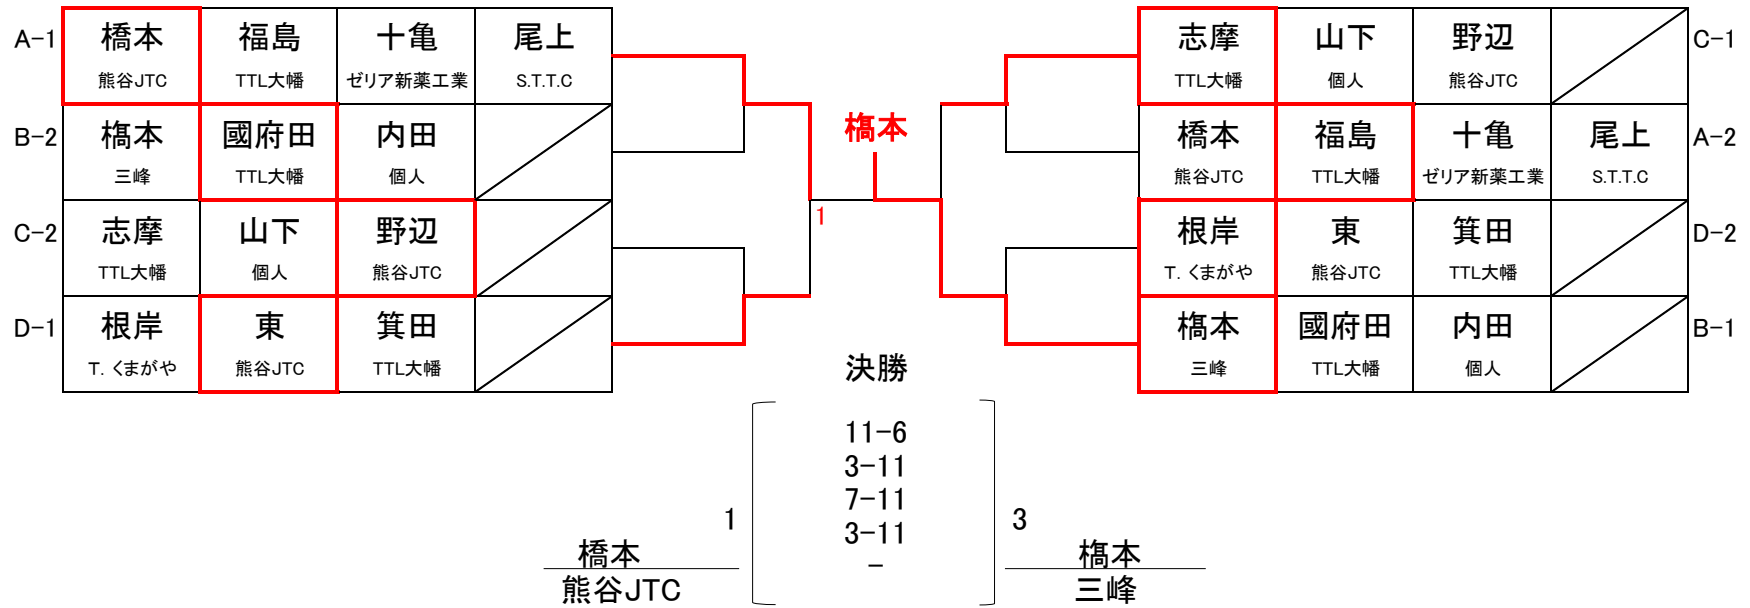 A-1 橋本 福島 十亀 尾上
熊谷JTC TTL大幡 ゼリア新薬工業 S.T.T.C
B-2 槗本 國府田 内田
三峰 TTL大幡 個人
C-2 志摩 山下 野辺
TTL大幡 個人 熊谷JTC
D-1 根岸 東 箕田
T．くまがや 熊谷JTC TTL大幡
槗本
1
志摩 山下 野辺 C-1
TTL大幡 個人 熊谷JTC
橋本 福島 十亀 尾上 A-2
熊谷JTC TTL大幡 ゼリア新薬工業 S.T.T.C
根岸 東 箕田 D-2
T．くまがや 熊谷JTC TTL大幡
槗本 國府田 内田 B-1
三峰 TTL大幡 個人
決勝
11-6
3-11
7-11
3-11
-
1
3
橋本
熊谷JTC
槗本
三峰